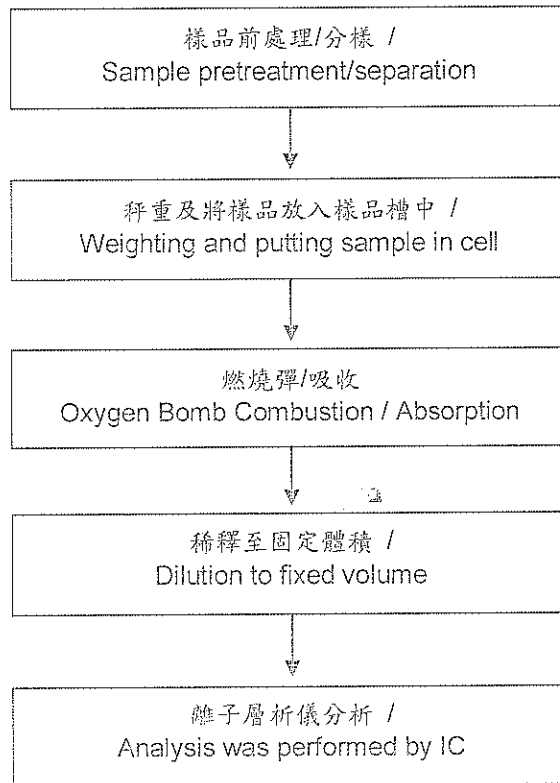 樣品前處理/分樣 /
Sample pretreatment/separation
秤重及將樣品放入樣品槽中 /
Weighting and putting sample in cell
燃燒彈/吸收
Oxygen Bomb Combustion / Absorption
稀釋至固定體積 /
Dilution to fixed volume
離子層析儀分析 /
Analysis was performed by IC